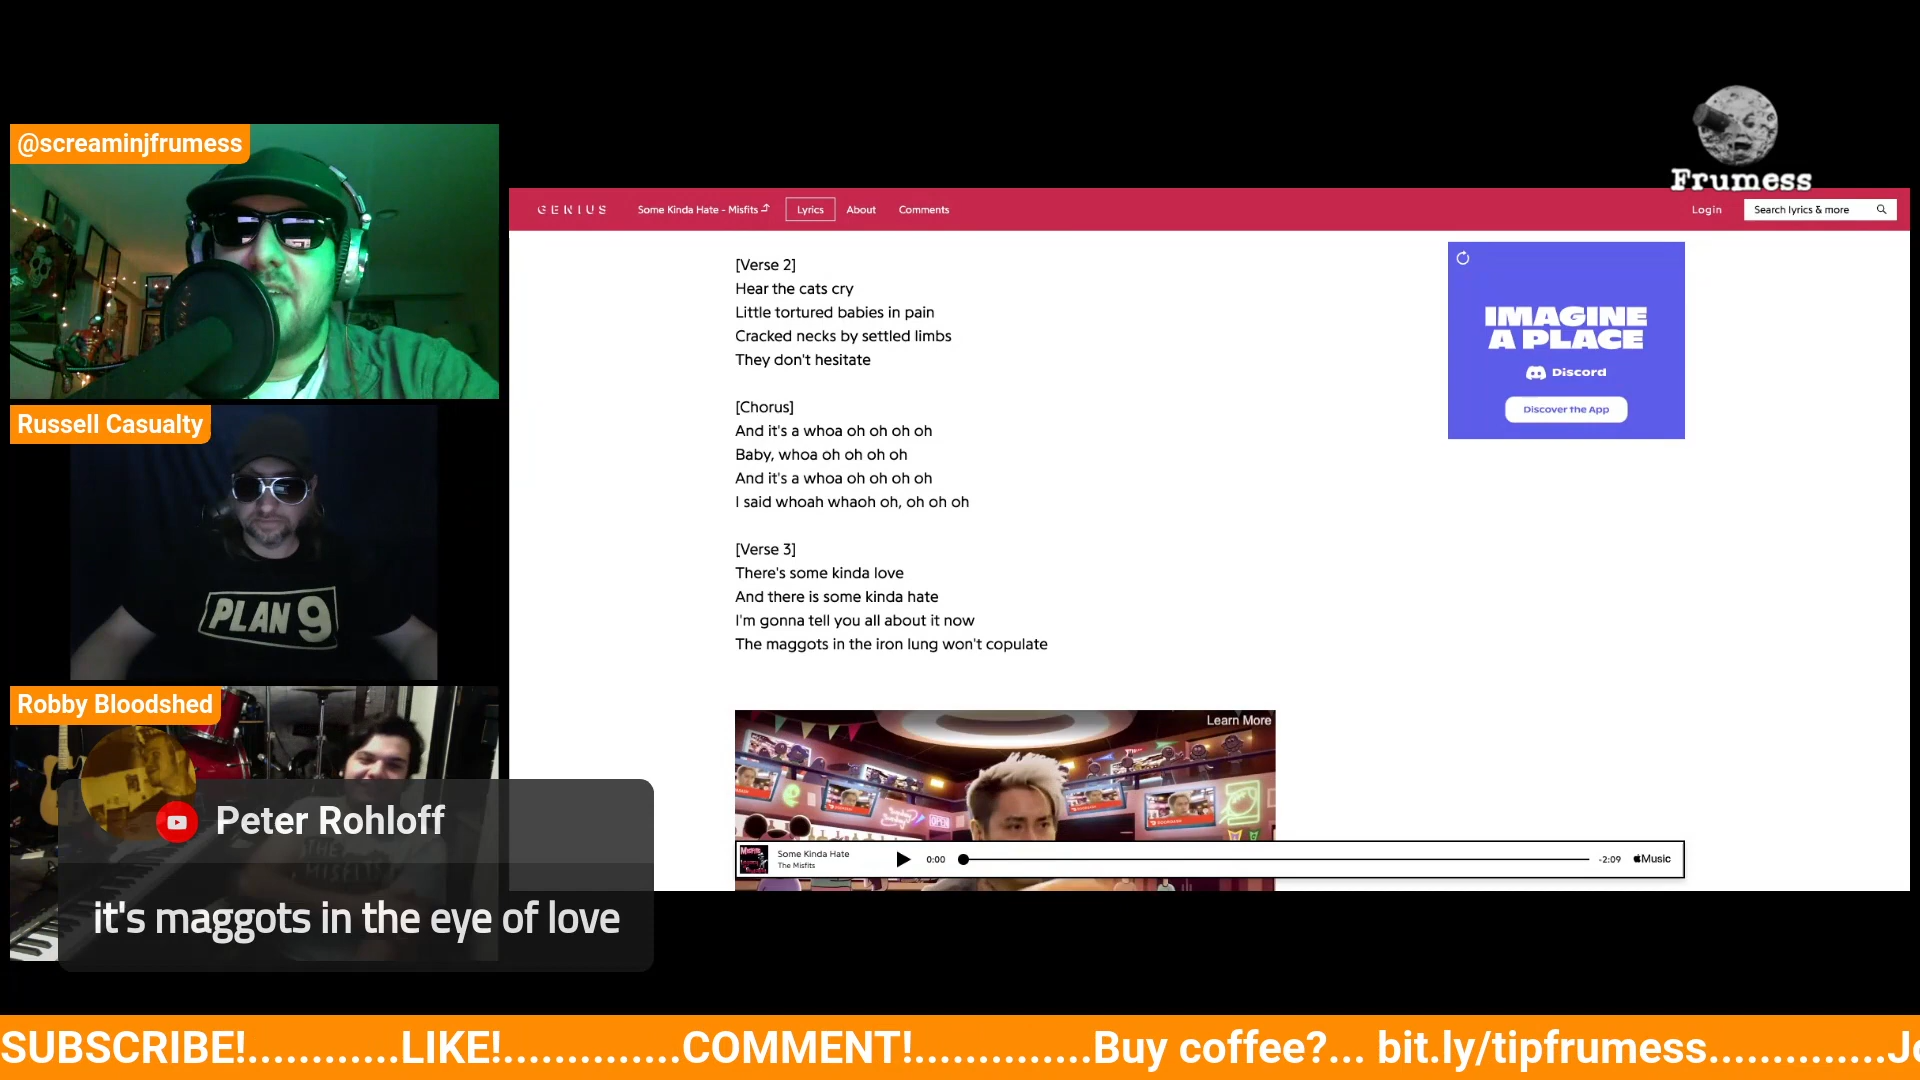 @screaminjfrumess
Frumess
GENIUS
Some Kinda Hate - Misfits
Lyrics
About
Comments
Login
Search lyrics & more
[Verse 2]
Hear the cats cry
Little tortured babies in pain
Cracked necks by settled limbs
They don't hesitate
[Chorus]
And it's a whoa oh oh oh oh
Baby, whoa oh oh oh oh
And it's a whoa oh oh oh oh
I said whoah whaoh oh, oh oh oh
[Verse 3]
There's some kinda love
And there is some kinda hate
I'm gonna tell you all about it now
The maggots in the iron lung won't copulate
IMAGINE
A PLACE
Discord
Discover the App
Russell Casualty
PLAN 9
Robby Bloodshed
THE
MISFITS
Learn More
OPEN
Some Kinda Hate
The Misfits
0:00
-2:09
Music
Peter Rohloff
it's maggots in the eye of love
SUBSCRIBE!............LIKE!..............COMMENT!..............Buy coffee?... bit.ly/tipfrumess..............Jo